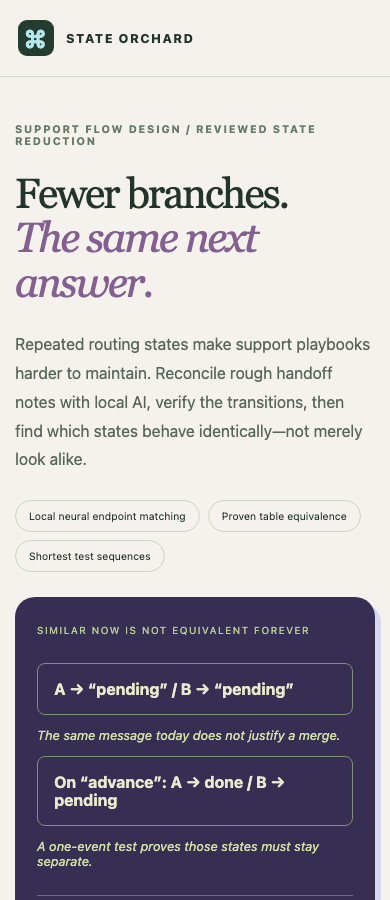 STATE ORCHARD
SUPPORT FLOW DESIGN / REVIEWED STATE
REDUCTION
Fewer branches.
The same next
answer.
Repeated routing states make support playbooks
harder to maintain. Reconcile rough handoff
notes with local AI, verify the transitions, then
find which states behave identically—not merely
look alike.
Local neural endpoint matching
Proven table equivalence
Shortest test sequences
SIMILAR NOW IS NOT EQUIVALENT FOREVER
A → “pending” / B → “pending”
The same message today does not justify a merge.
On “advance”: A → done / B →
pending
A one-event test proves those states must stay
separate.